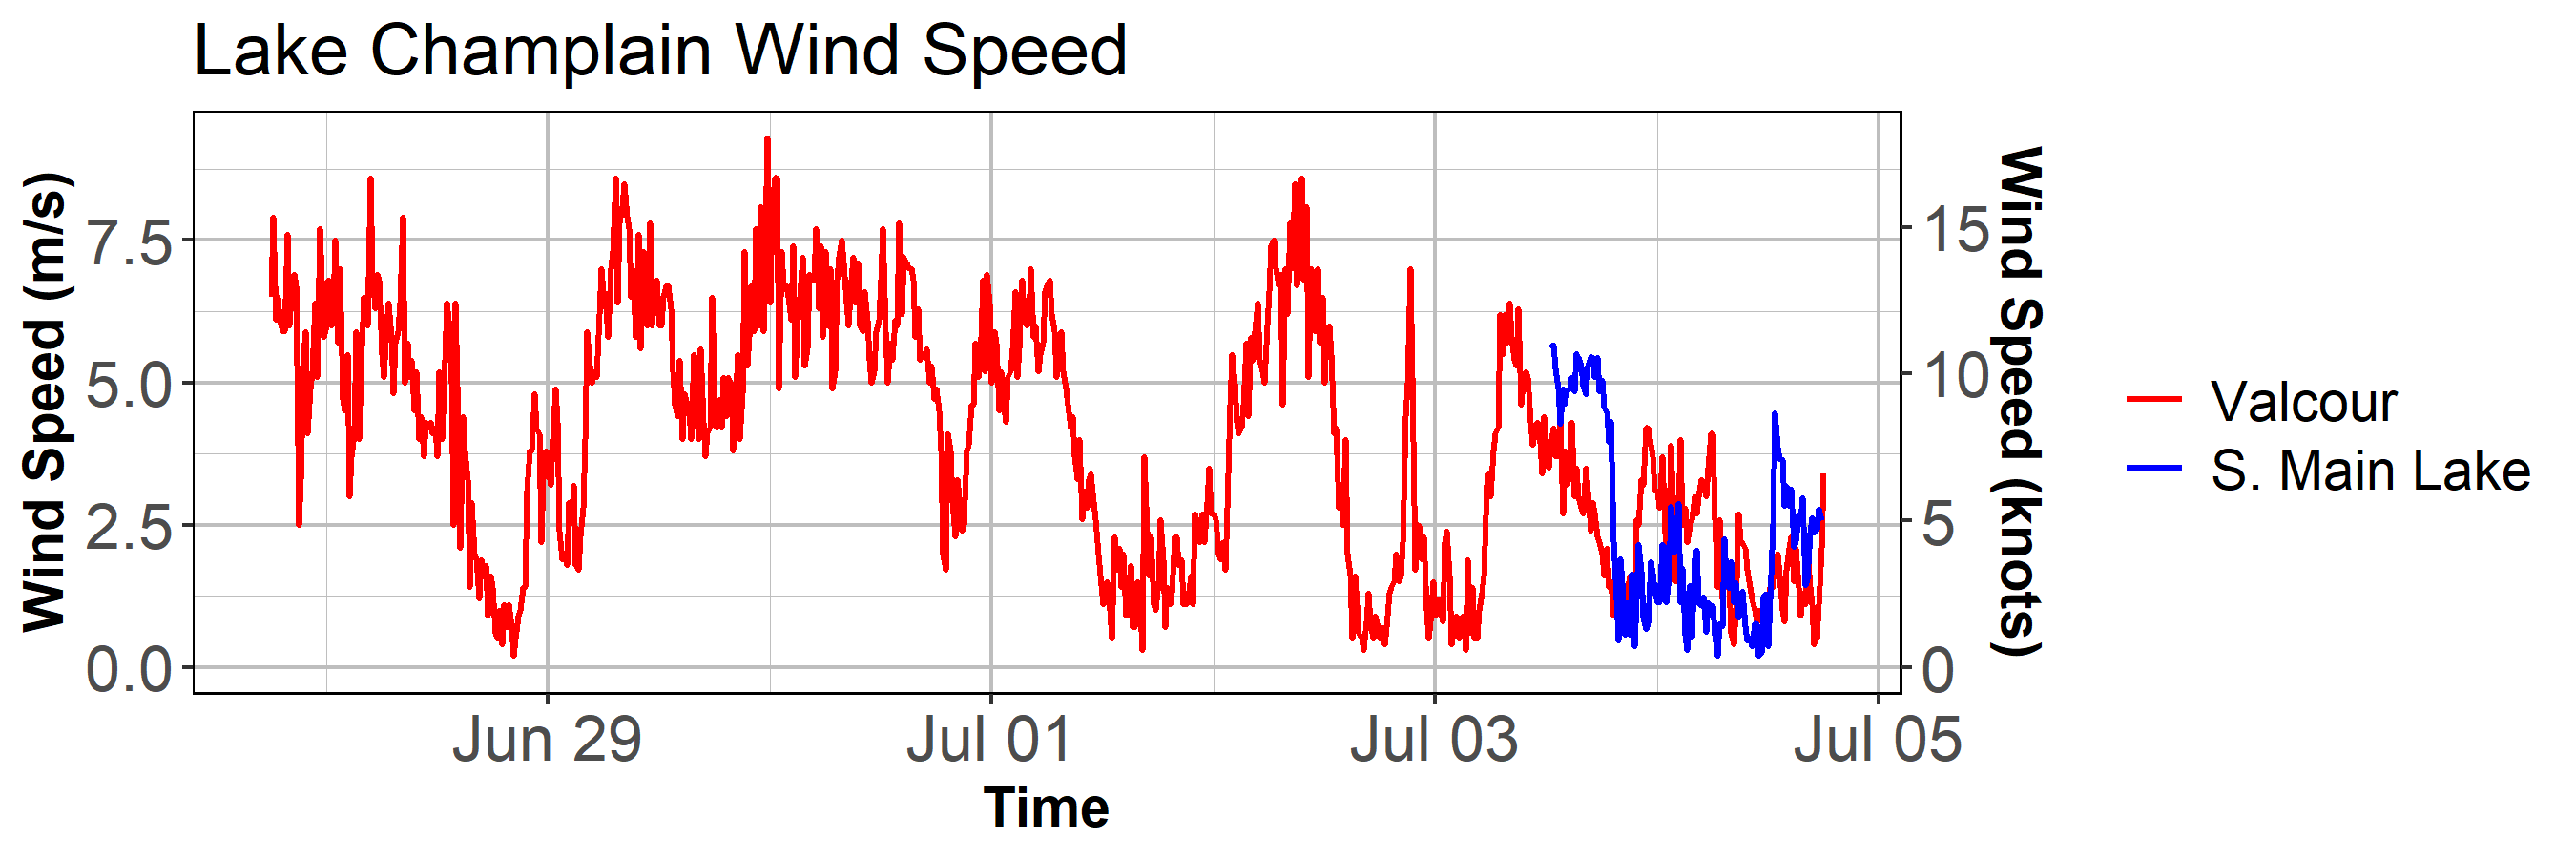 Lake Champlain Wind Speed
Wind Speed (m/s)
7.5
5.0
2.5
0.0
15
10
5
0
Wind Speed (knots)
Jun 29
Jul 01
Jul 03
Jul 05
Time
Valcour
S. Main Lake